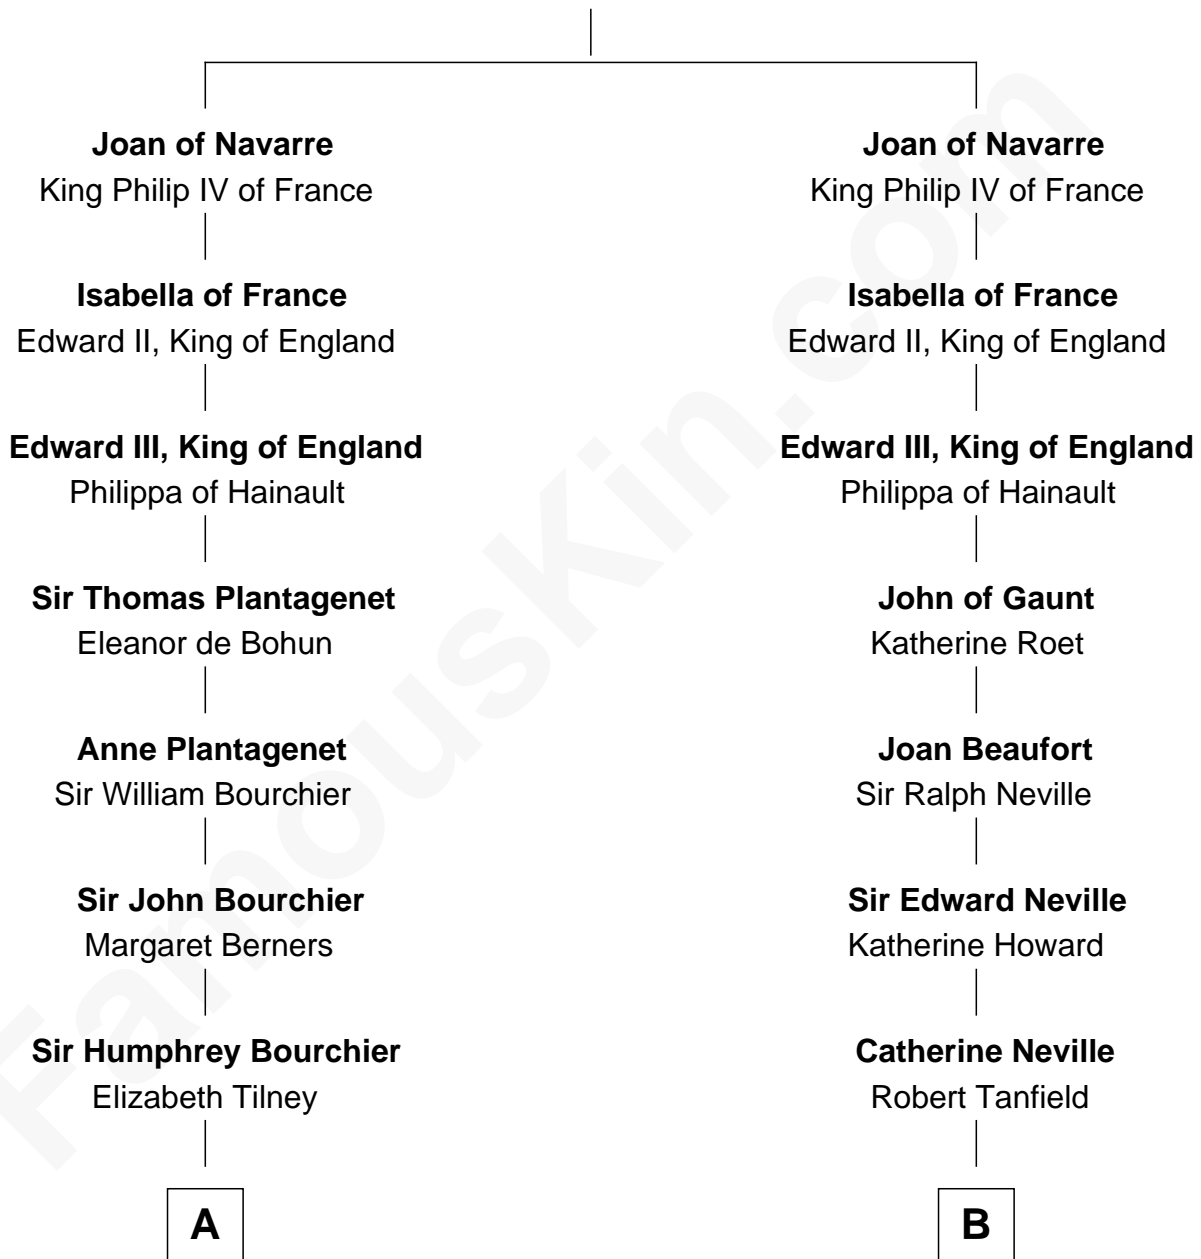 Joan of Navarre
King Philip IV of France
Isabella of France
Edward II, King of England
Edward III, King of England
Philippa of Hainault
Sir Thomas Plantagenet
Eleanor de Bohun
Anne Plantagenet
Sir William Bourchier
Sir John Bourchier
Margaret Berners
Sir Humphrey Bourchier
Elizabeth Tilney
A
Joan of Navarre
King Philip IV of France
Isabella of France
Edward II, King of England
Edward III, King of England
Philippa of Hainault
John of Gaunt
Katherine Roet
Joan Beaufort
Sir Ralph Neville
Sir Edward Neville
Katherine Howard
Catherine Neville
Robert Tanfield
B
FamousKin.com